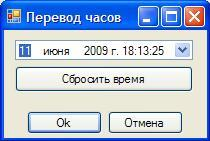 Перевод часов
11 июня 2009 г. 18:13:25
Сбросить время
Ok Отмена